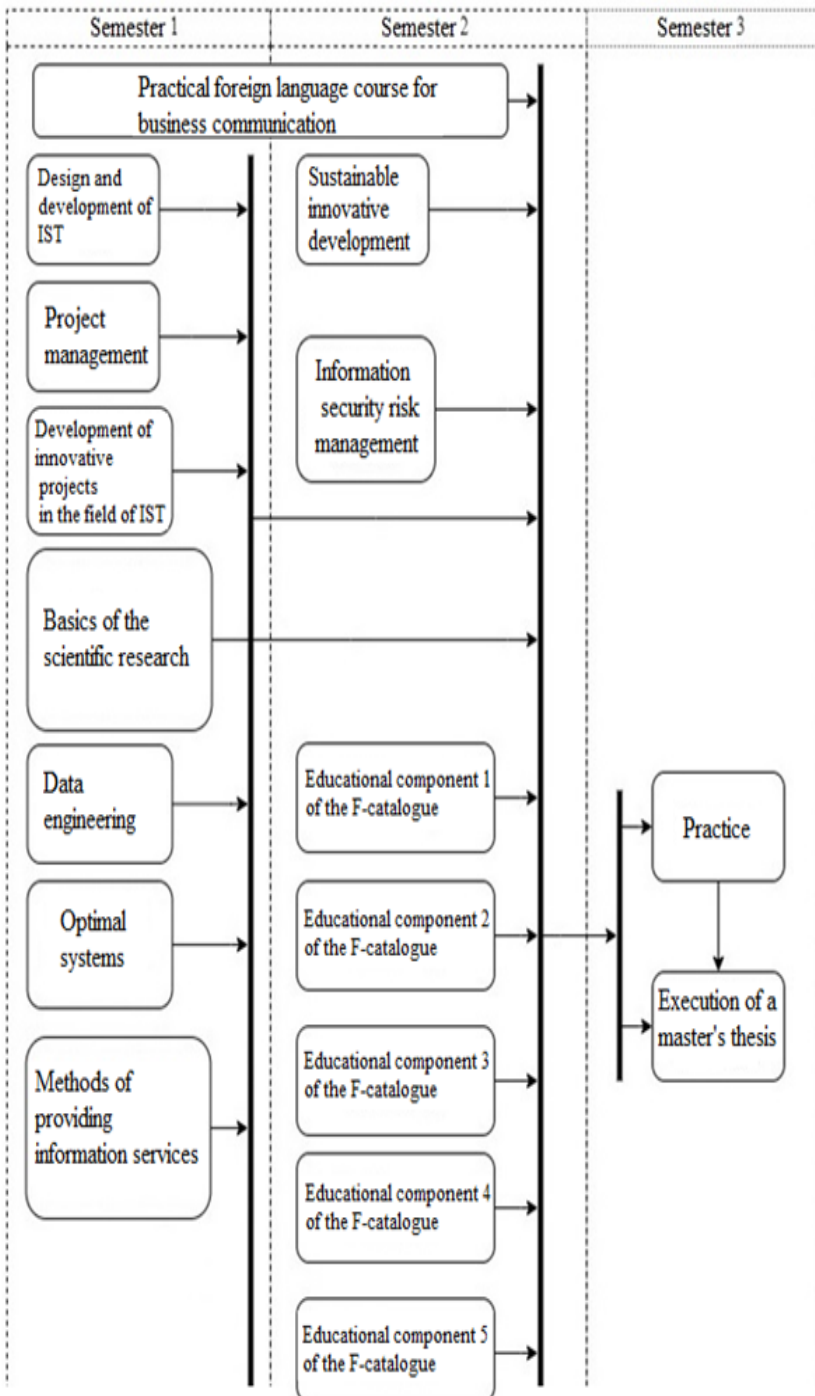 Semester 1
Semester 2
Semester 3
Practical foreign language course for
business communication
Design and
development of
IST
Sustainable
innovative
development
Project
management
Information
security risk
management
Development of
innovative
projects
in the field of IST
Basics of the
scientific research
Data
engineering
Educational component 1
of the F-catalogue
Practice
Optimal
systems
Educational component 2
of the F-catalogue
Execution of a
master's thesis
Methods of
providing
information services
Educational component 3
of the F-catalogue
Educational component 4
of the F-catalogue
Educational component 5
of the F-catalogue